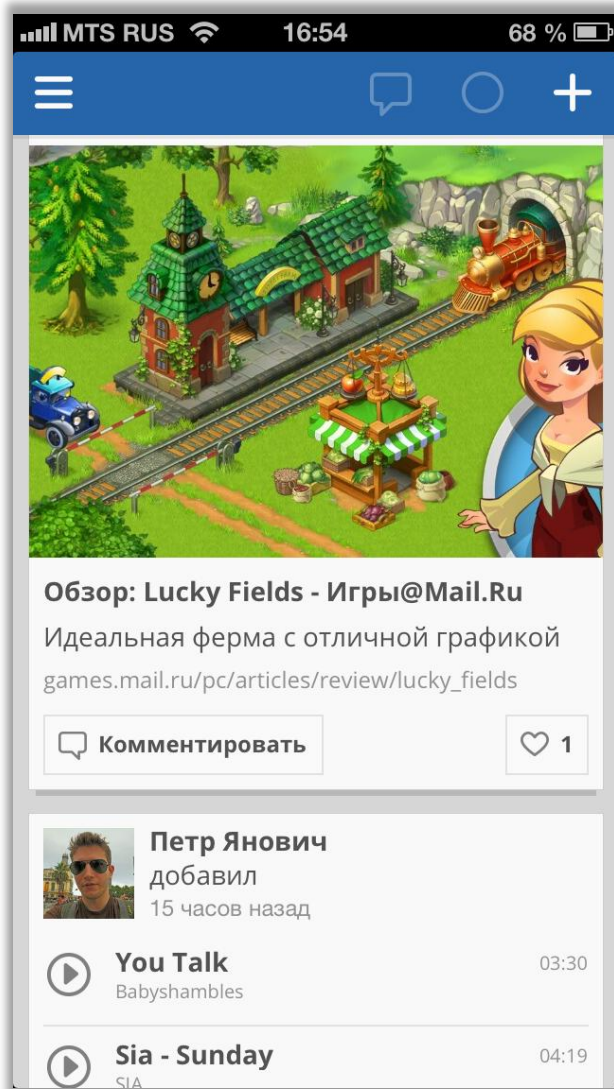 MTS RUS 16:54 68 %
Обзор: Lucky Fields - Игры@Mail.Ru
Идеальная ферма с отличной графикой
games.mail.ru/pc/articles/review/lucky_fields
Комментировать 1
Петр Янович
добавил
15 часов назад
You Talk 03:30
Babyshambles
Sia - Sunday 04:19
SIA